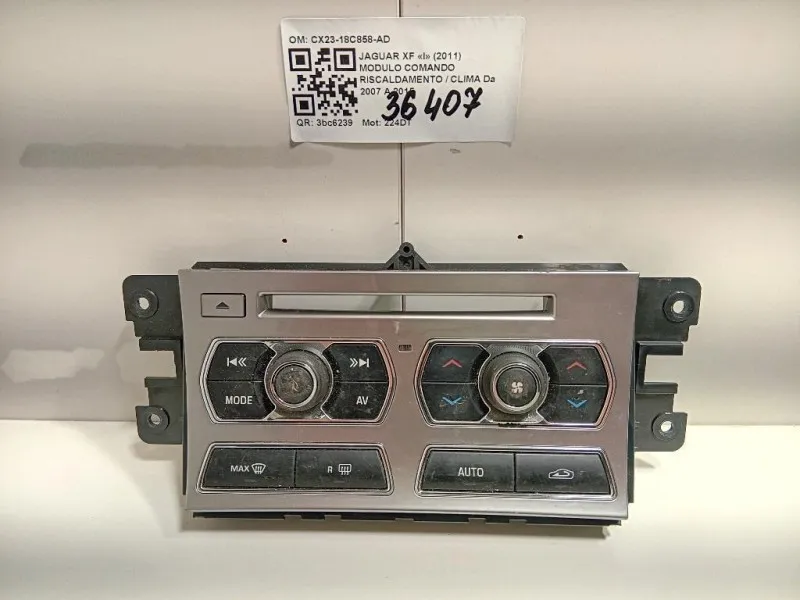 OM: CX23-18C858-AD
JAGUAR XF «I» (2011)
MODULO COMANDO
RISCALDAMENTO / CLIMA Da
2007 A 2015
36407
QR: 3bc6239 Mot: 224DT
MODE AV
MAX R AUTO